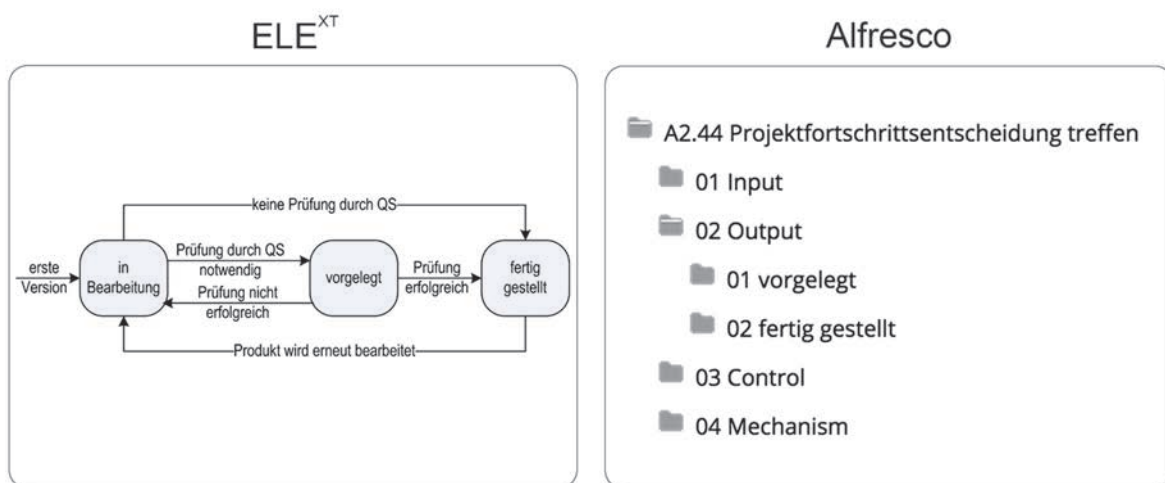 ELE^XT
keine Prüfung durch QS
erste
Version
in
Bearbeitung
Prüfung durch QS
notwendig
Prüfung nicht
erfolgreich
vorgelegt
Prüfung
erfolgreich
fertig
gestellt
Produkt wird erneut bearbeitet
Alfresco
A2.44 Projektfortschrittsentscheidung treffen
01 Input
02 Output
01 vorgelegt
02 fertig gestellt
03 Control
04 Mechanism